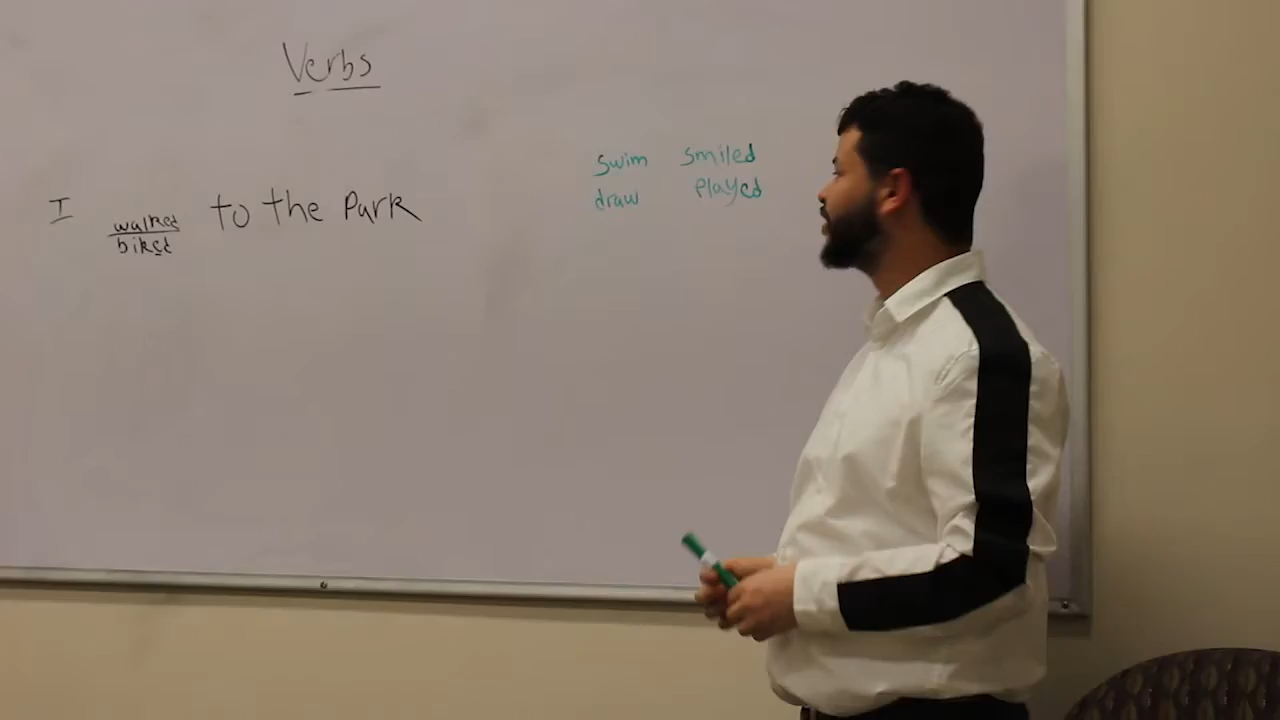 Verbs
I walked to the Park
biked
swim smiled
draw played